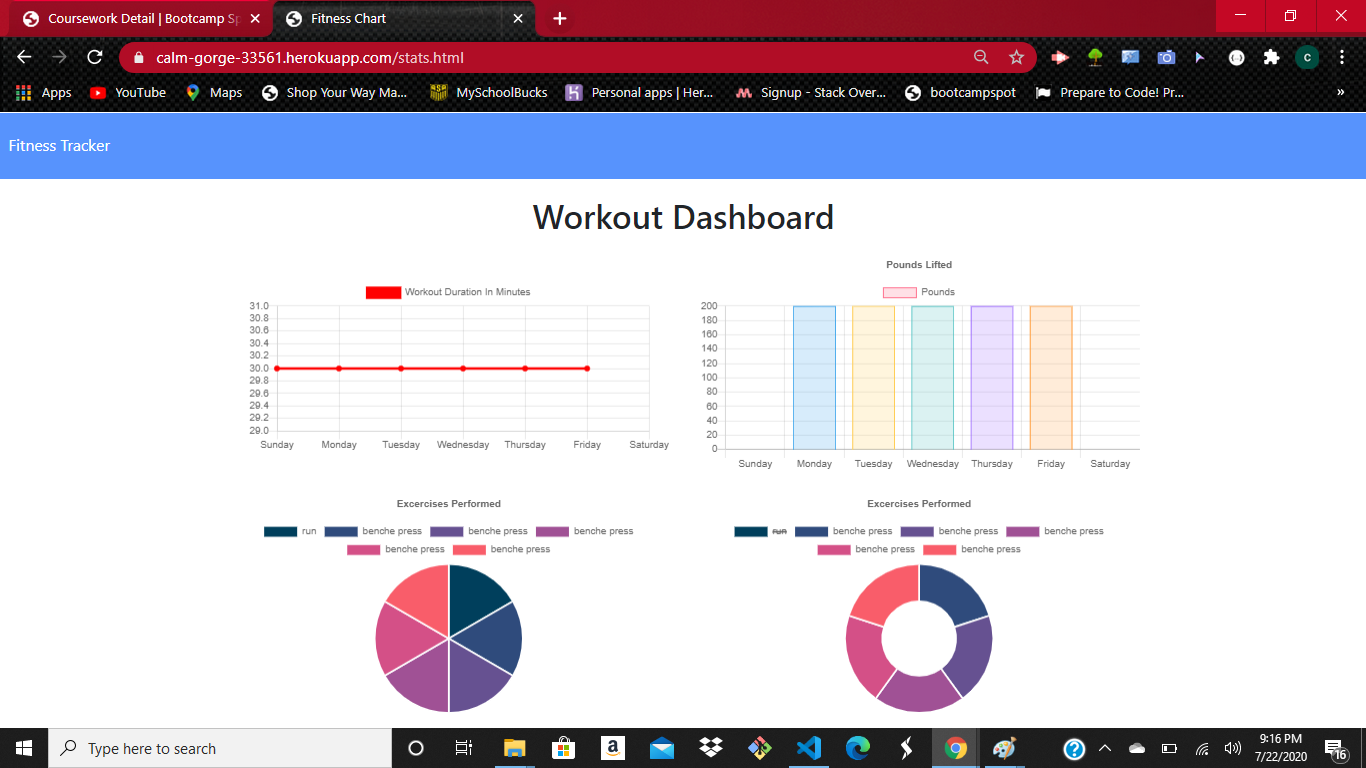 Coursework Detail | Bootcamp Sp
Fitness Chart
calm-gorge-33561.herokuapp.com/stats.html
c
Apps
YouTube
Maps
Shop Your Way Ma...
MySchoolBucks
Personal apps | Her...
Signup - Stack Over...
bootcampspot
Prepare to Code! Pr...
»
Fitness Tracker
Workout Dashboard
Workout Duration In Minutes
31.0
30.8
30.6
30.4
30.2
30.0
29.8
29.6
29.4
29.2
29.0
Sunday Monday Tuesday Wednesday Thursday Friday Saturday
Pounds Lifted
Pounds
200
180
160
140
120
100
80
60
40
20
0
Sunday Monday Tuesday Wednesday Thursday Friday Saturday
Excercises Performed
run benche press benche press benche press
benche press benche press
Excercises Performed
run benche press benche press benche press
benche press benche press
Type here to search
a
9:16 PM
7/22/2020
16